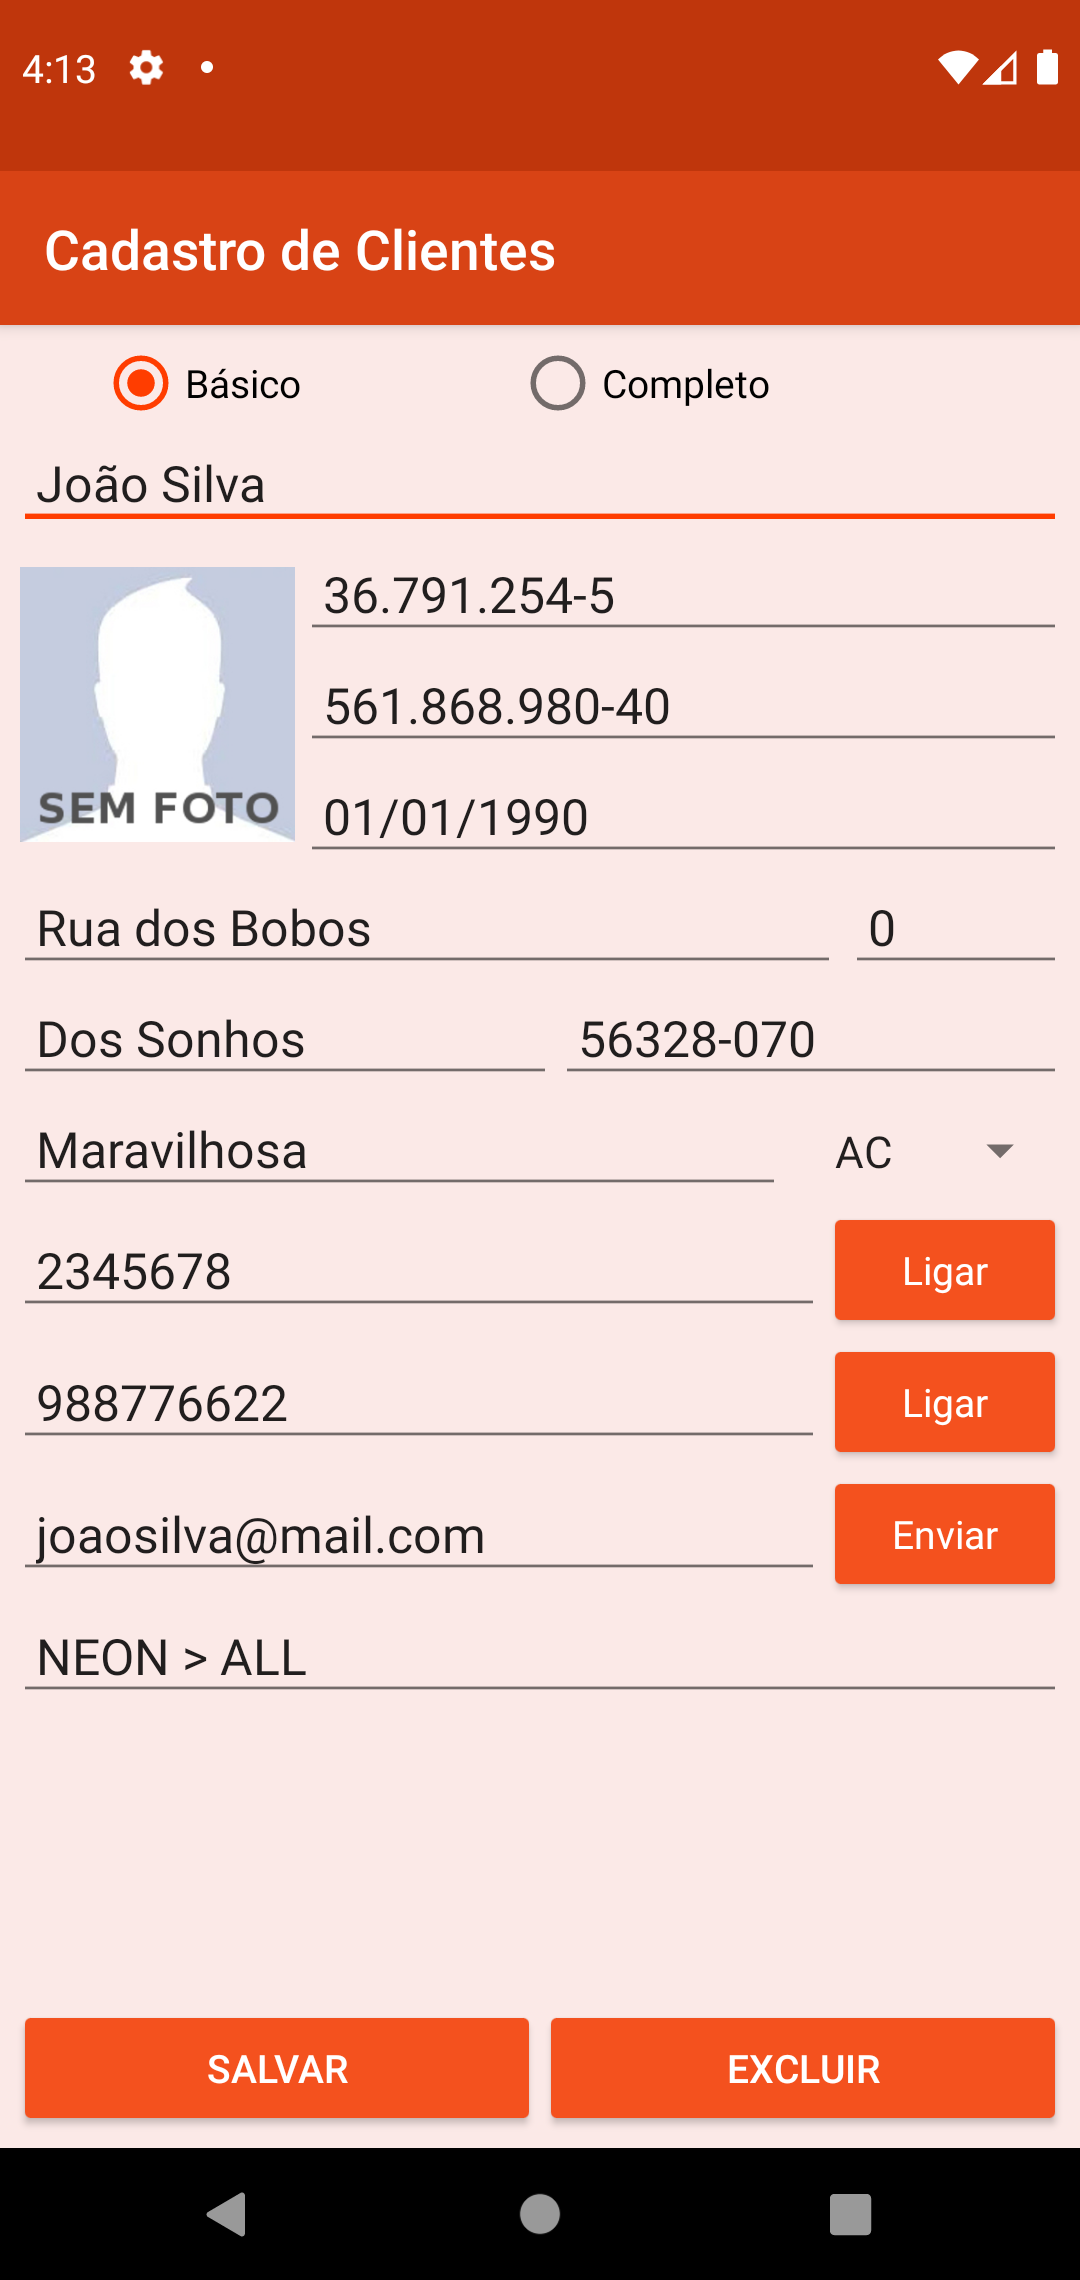 4:13
Cadastro de Clientes
Básico Completo
João Silva
36.791.254-5
561.868.980-40
SEM FOTO
01/01/1990
Rua dos Bobos 0
Dos Sonhos 56328-070
Maravilhosa AC
2345678 Ligar
988776622 Ligar
joaosilva@mail.com Enviar
NEON > ALL
SALVAR EXCLUIR